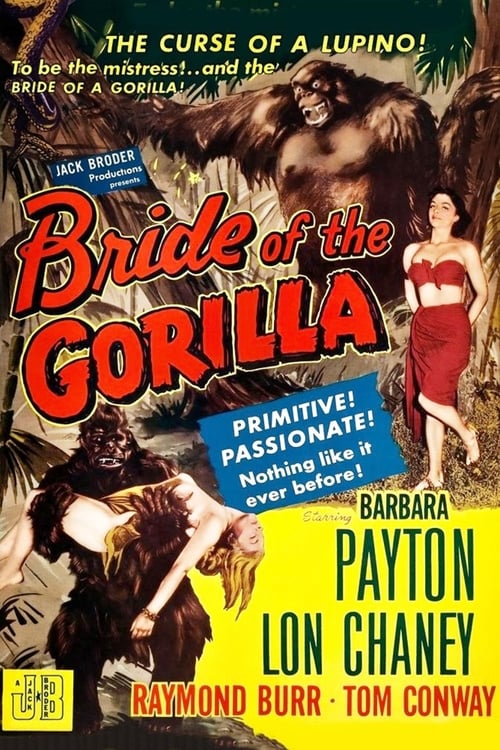 THE CURSE OF A LUPINO!
To be the mistress!..and the
BRIDE OF A GORILLA!
JACK BRODER
Productions
presents
Bride of the
GORILLA
PRIMITIVE!
PASSIONATE!
Nothing like it
ever before!
Starring BARBARA
PAYTON
LON CHANEY
RAYMOND BURR · TOM CONWAY
A JACK BRODER
JB